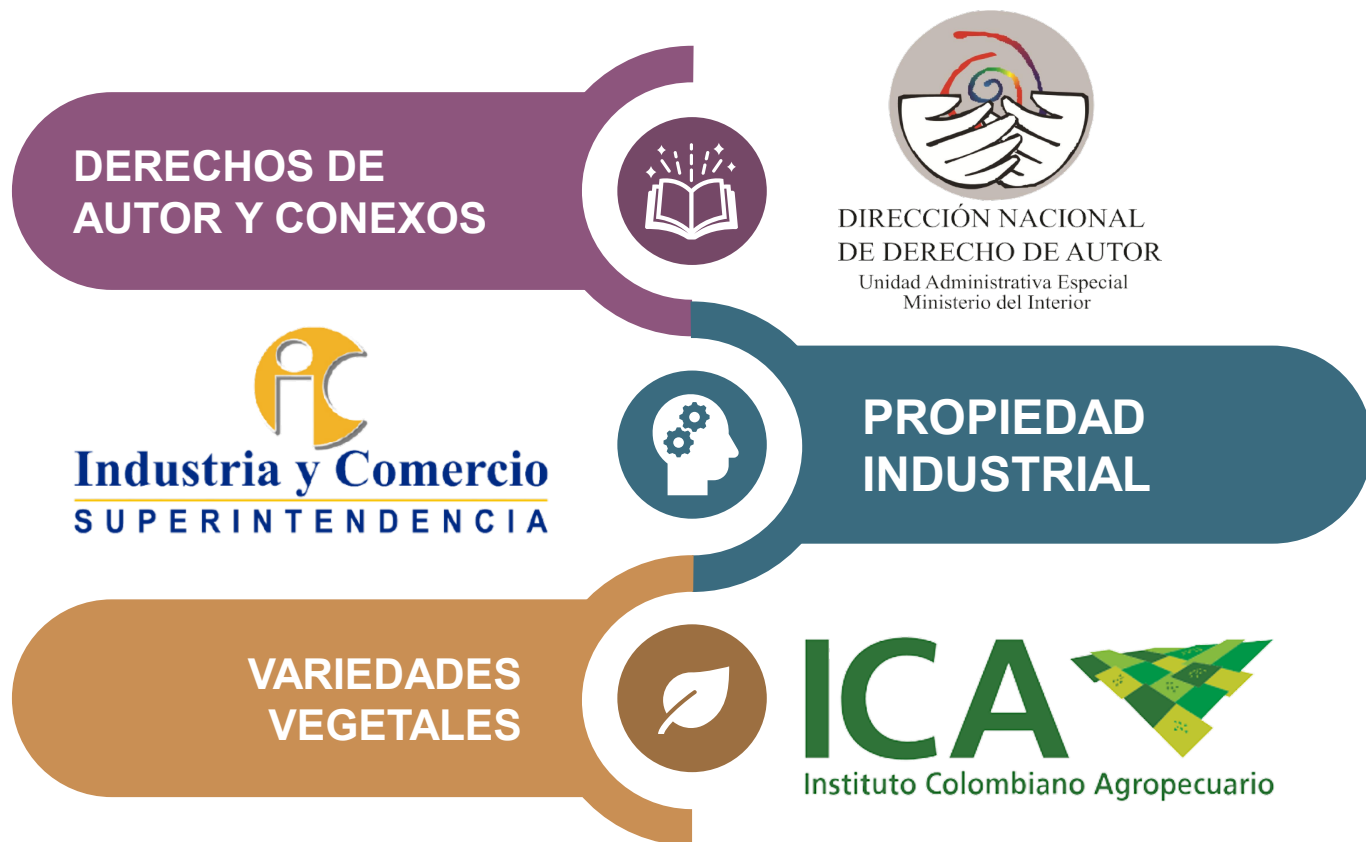 DERECHOS DE
AUTOR Y CONEXOS
DIRECCIÓN NACIONAL
DE DERECHO DE AUTOR
Unidad Administrativa Especial
Ministerio del Interior
iC
Industria y Comercio
SUPERINTENDENCIA
PROPIEDAD
INDUSTRIAL
VARIEDADES
VEGETALES
ICA
Instituto Colombiano Agropecuario